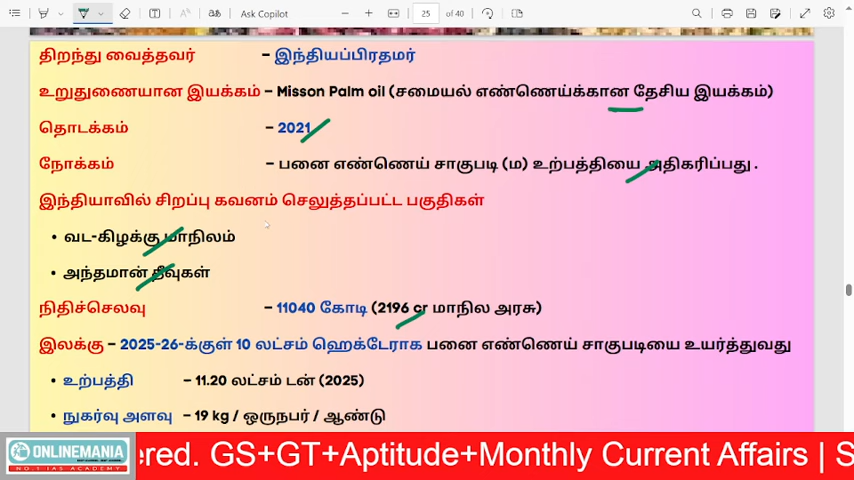 25 of 40
Ask Copilot
திறந்து வைத்தவர் – இந்தியப்பிரதமர்
உறுதுணையான இயக்கம் – Misson Palm oil (சமையல் எண்ணெய்க்கான தேசிய இயக்கம்)
தொடக்கம் – 2021
நோக்கம் – பனை எண்ணெய் சாகுபடி (ம) உற்பத்தியை அதிகரிப்பது .
இந்தியாவில் சிறப்பு கவனம் செலுத்தப்பட்ட பகுதிகள்
• வட-கிழக்கு மாநிலம்
• அந்தமான் தீவுகள்
நிதிச்செலவு – 11040 கோடி (2196 cr மாநில அரசு)
இலக்கு – 2025-26-க்குள் 10 லட்சம் ஹெக்டேராக பனை எண்ணெய் சாகுபடியை உயர்த்துவது
• உற்பத்தி – 11.20 லட்சம் டன் (2025)
• நுகர்வு அளவு – 19 kg / ஒருநபர் / ஆண்டு
ONLINEMANIA
NO.1 IAS ACADEMY
ered. GS+GT+Aptitude+Monthly Current Affairs | S